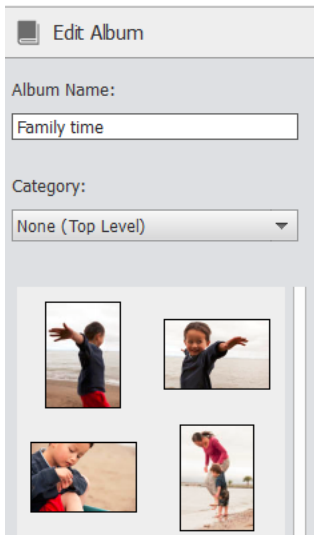 Edit Album
Album Name:
Family time
Category:
None (Top Level)